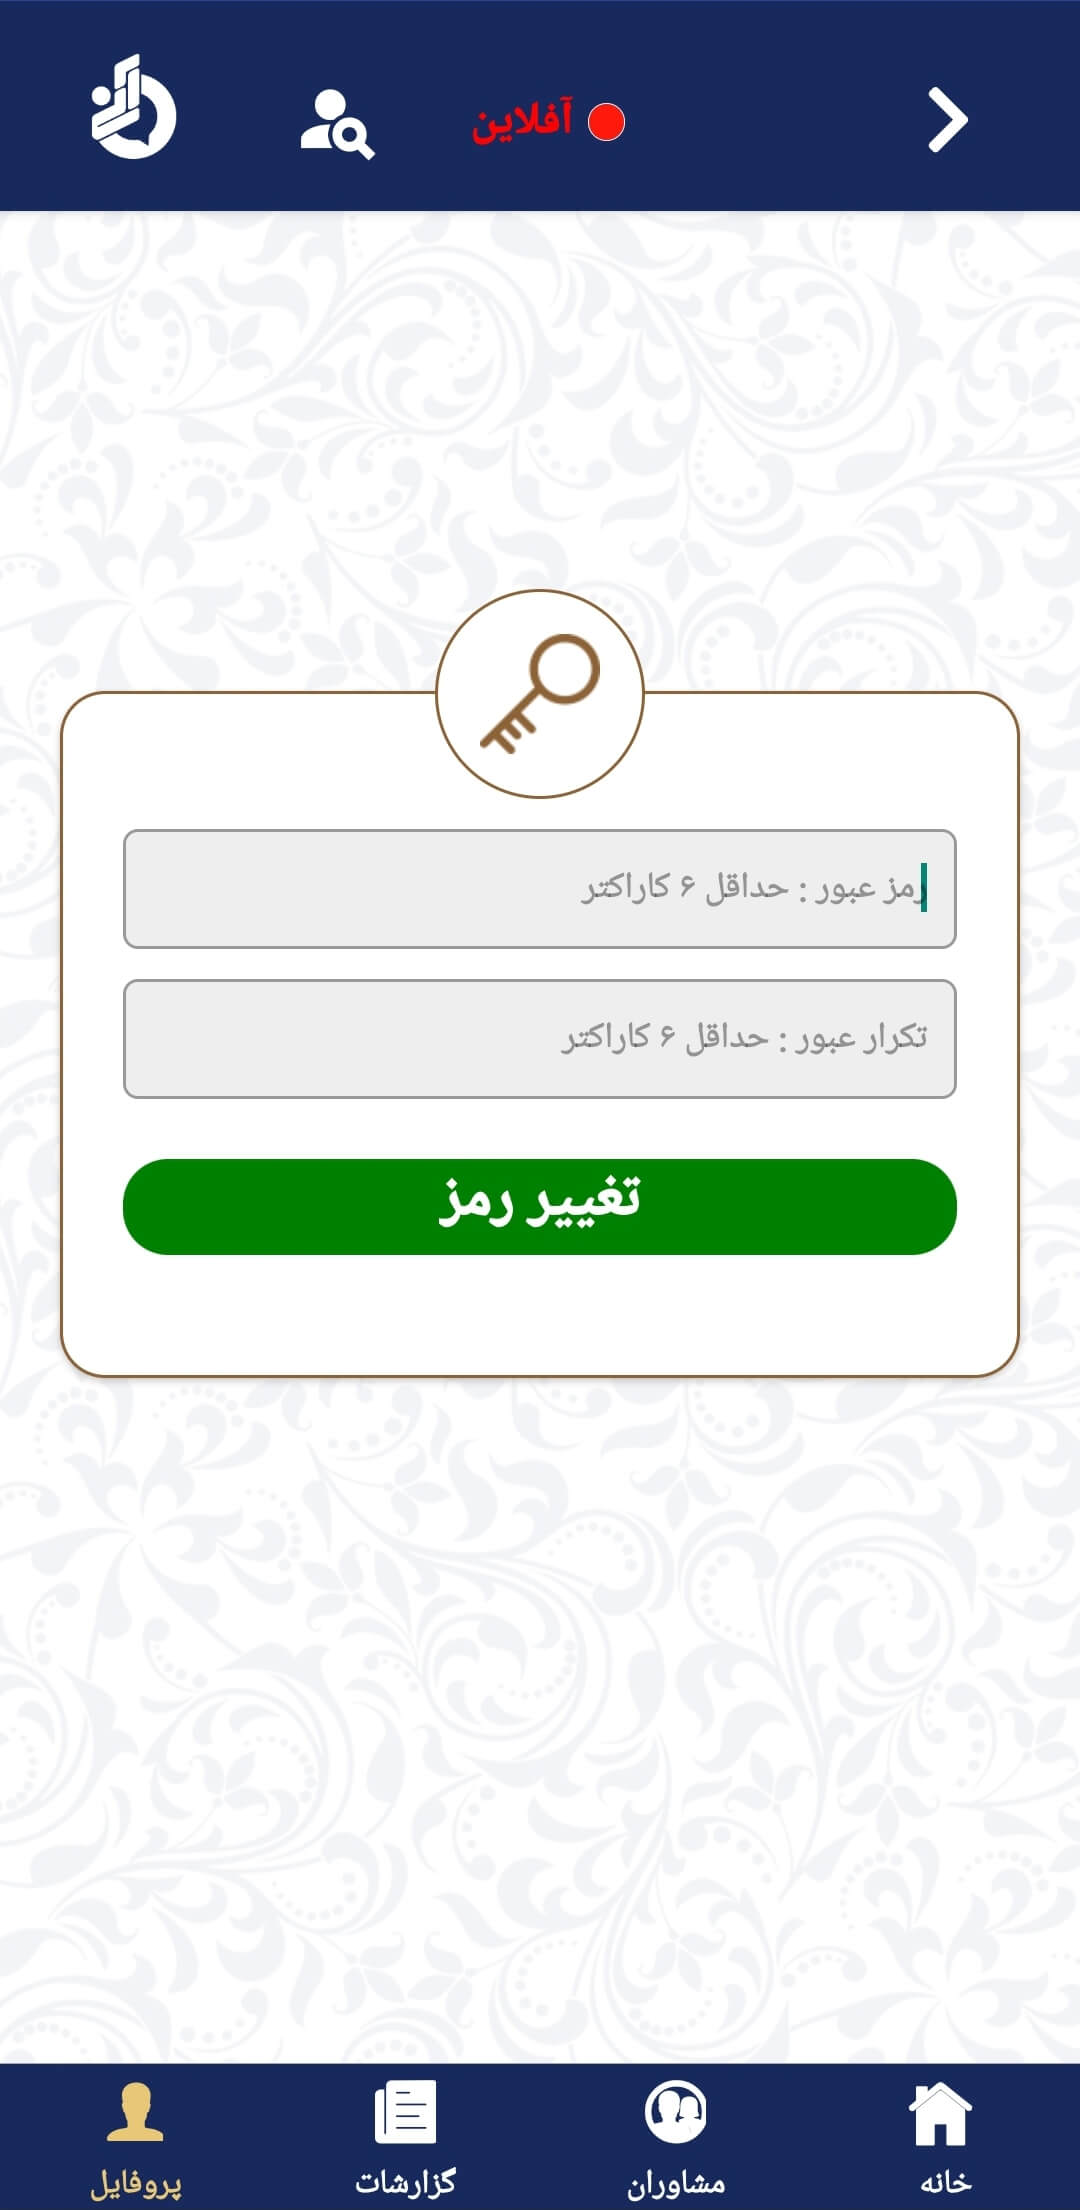 آفلاین
رمز عبور : حداقل ۶ کاراکتر
تکرار عبور : حداقل ۶ کاراکتر
تغییر رمز
خانه
مشاوران
گزارشات
پروفایل